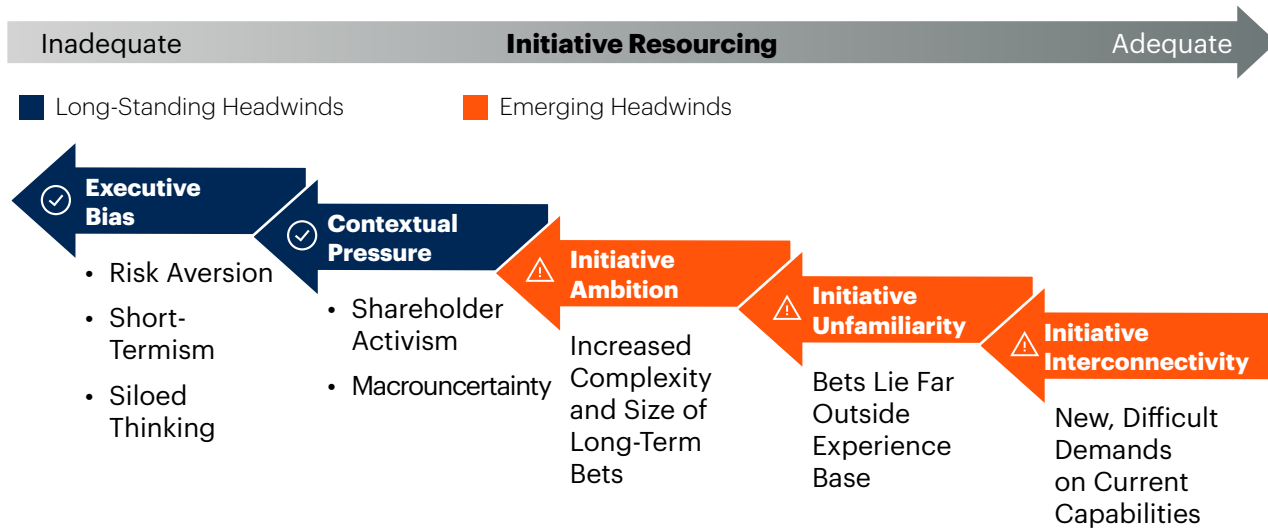 Inadequate
Initiative Resourcing
Adequate
Long-Standing Headwinds
Emerging Headwinds
Executive
Bias
• Risk Aversion
• Short-
Termism
• Siloed
Thinking
Contextual
Pressure
• Shareholder
Activism
• Macrouncertainty
Initiative
Ambition
Increased
Complexity
and Size of
Long-Term
Bets
Initiative
Unfamiliarity
Bets Lie Far
Outside
Experience
Base
Initiative
Interconnectivity
New, Difficult
Demands
on Current
Capabilities